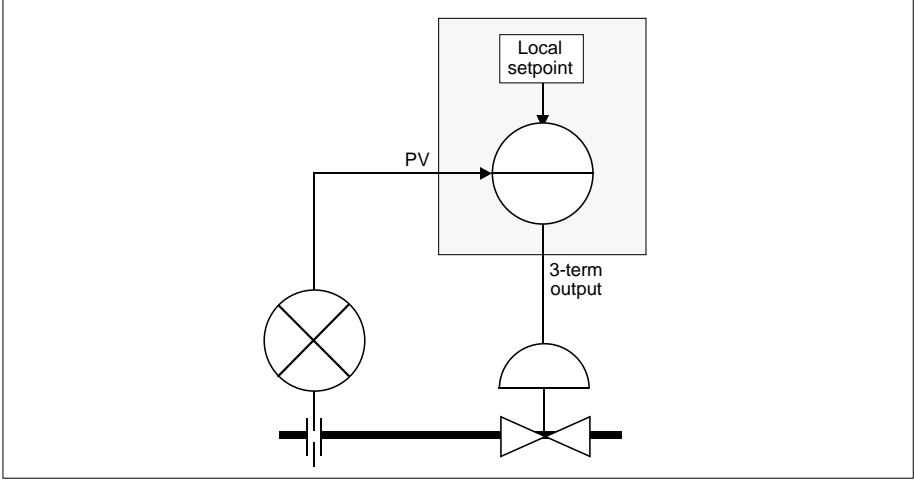 Local
setpoint
PV
3-term
output